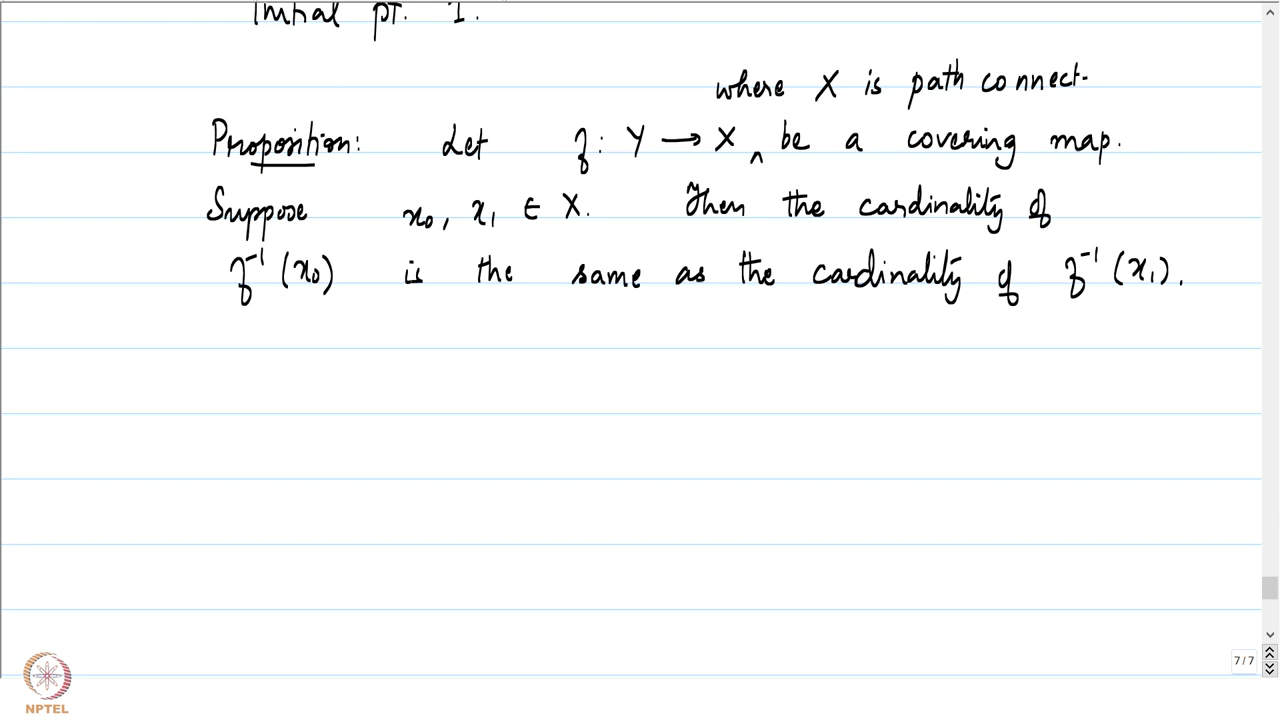 Initial pt. 1.
where X is path connect-
Proposition: Let q: Y → X ^ be a covering map.
Suppose x₀, x₁ ∈ X. Then the cardinality of
q⁻¹(x₀) is the same as the cardinality of q⁻¹(x₁).
7/7
NPTEL